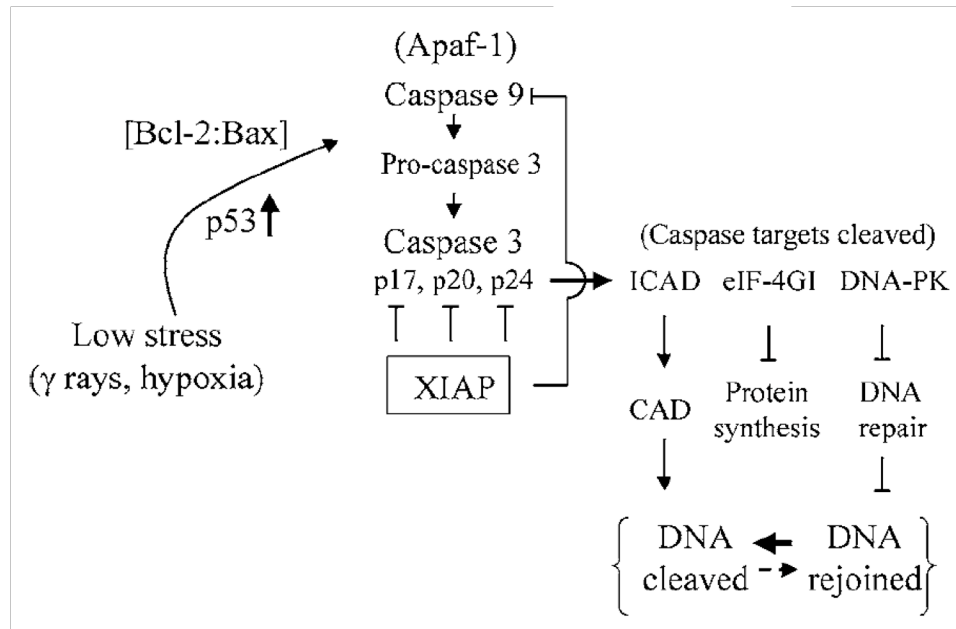 (Apaf-1)
Caspase 9
[Bcl-2:Bax]
Pro-caspase 3
p53
Caspase 3
p17, p20, p24
(Caspase targets cleaved)
ICAD eIF-4GI DNA-PK
Low stress
(γ rays, hypoxia)
XIAP
CAD
Protein
synthesis
DNA
repair
DNA
cleaved
DNA
rejoined